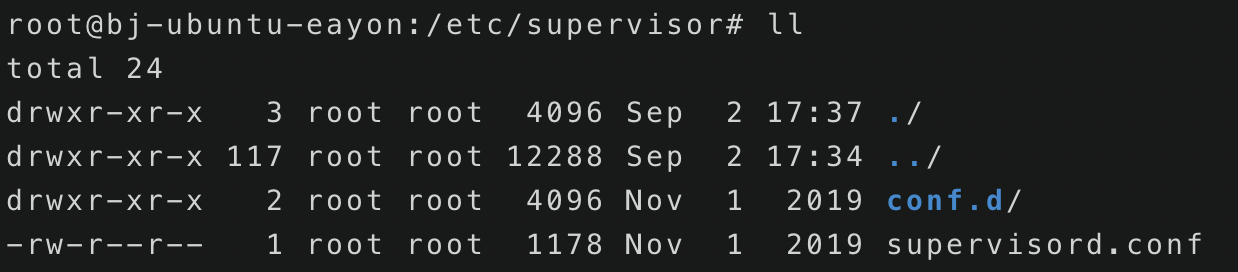 root@bj-ubuntu-eayon:/etc/supervisor# ll
total 24
drwxr-xr-x   3 root root  4096 Sep  2 17:37 ./
drwxr-xr-x 117 root root 12288 Sep  2 17:34 ../
drwxr-xr-x   2 root root  4096 Nov  1  2019 conf.d/
-rw-r--r--   1 root root  1178 Nov  1  2019 supervisord.conf